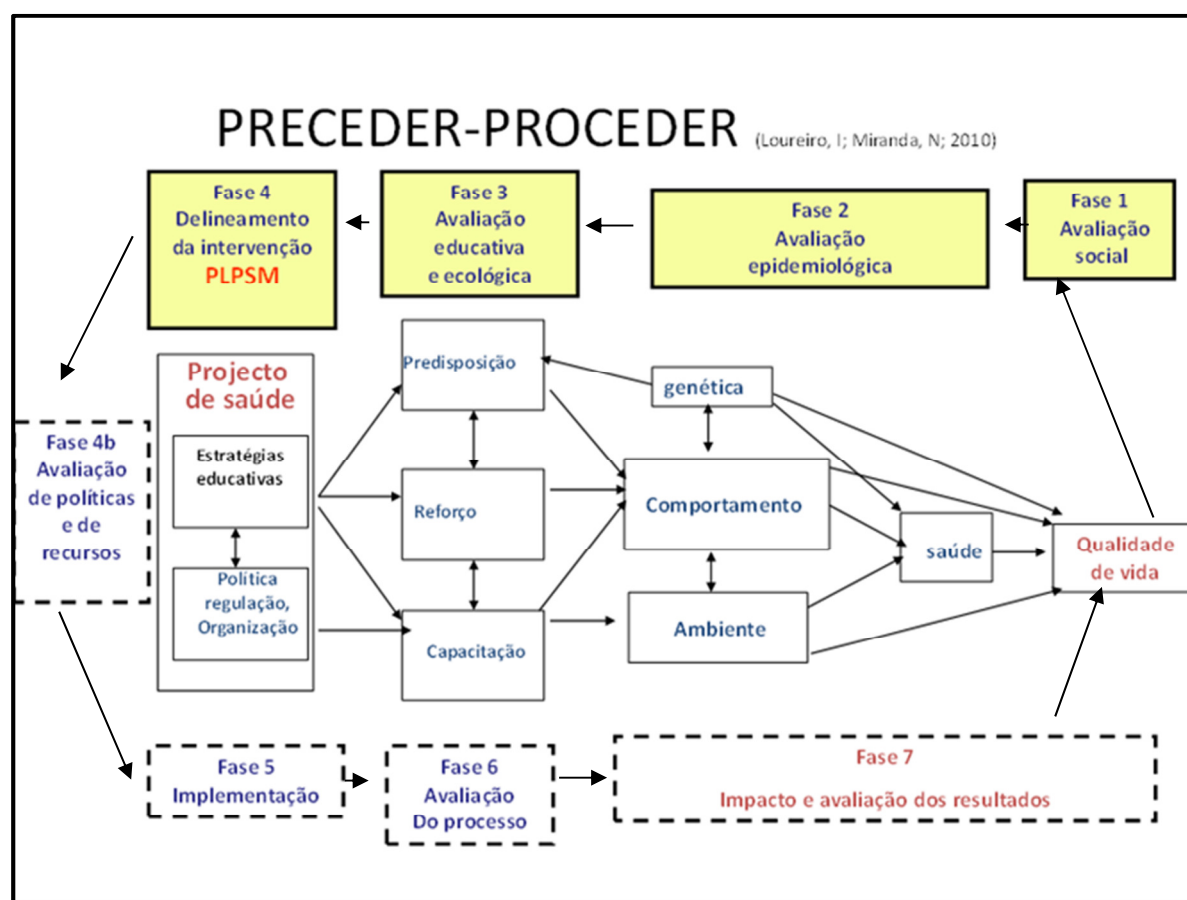 PRECEDER-PROCEDER (Loureiro, I; Miranda, N; 2010)
Fase 4
Delineamento
da intervenção
PLPSM
Fase 3
Avaliação
educativa
e ecológica
Fase 2
Avaliação
epidemiológica
Fase 1
Avaliação
social
Projecto
de saúde
Estratégias
educativas
Política
regulação,
Organização
Predisposição
Reforço
Capacitação
genética
Comportamento
Ambiente
saúde
Qualidade
de vida
Fase 4b
Avaliação
de políticas
e de
recursos
Fase 5
Implementação
Fase 6
Avaliação
Do processo
Fase 7
Impacto e avaliação dos resultados